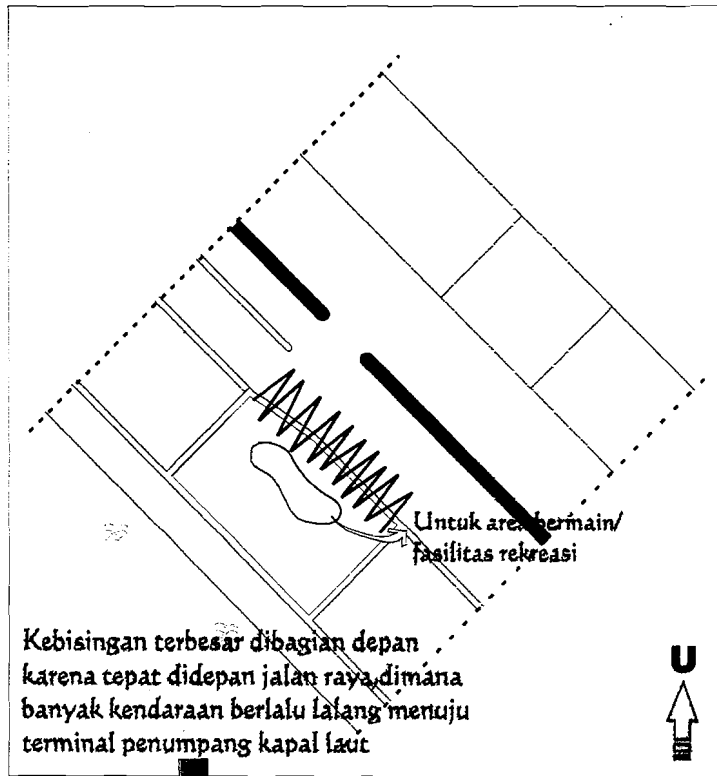 Untuk area bermain/
fasilitas rekreasi
Kebisingan terbesar dibagian depan
karena tepat didepan jalan raya,dimana
banyak kendaraan berlalu lalang menuju
terminal penumpang kapal laut
U